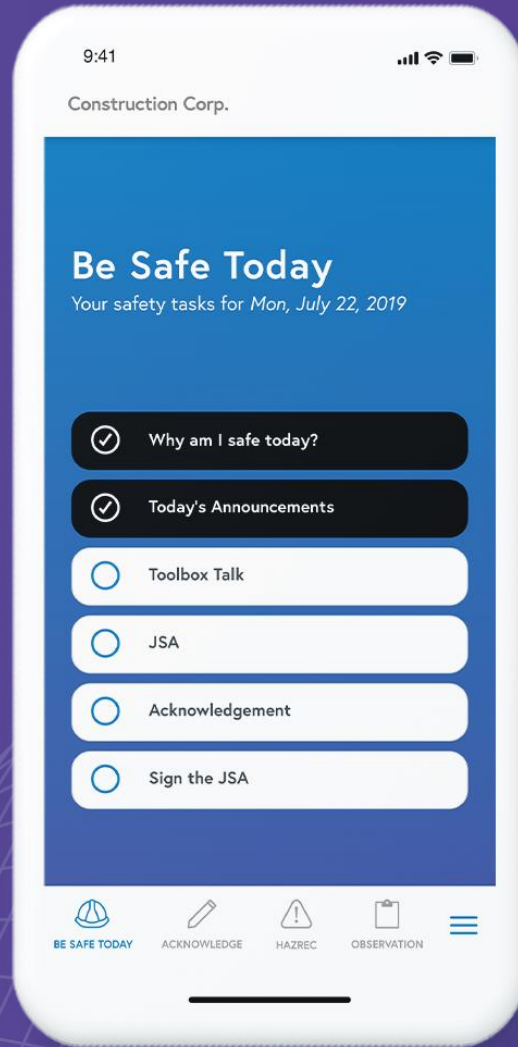 9:41
Construction Corp.
Be Safe Today
Your safety tasks for Mon, July 22, 2019
Why am I safe today?
Today's Announcements
Toolbox Talk
JSA
Acknowledgement
Sign the JSA
BE SAFE TODAY ACKNOWLEDGE HAZREC OBSERVATION